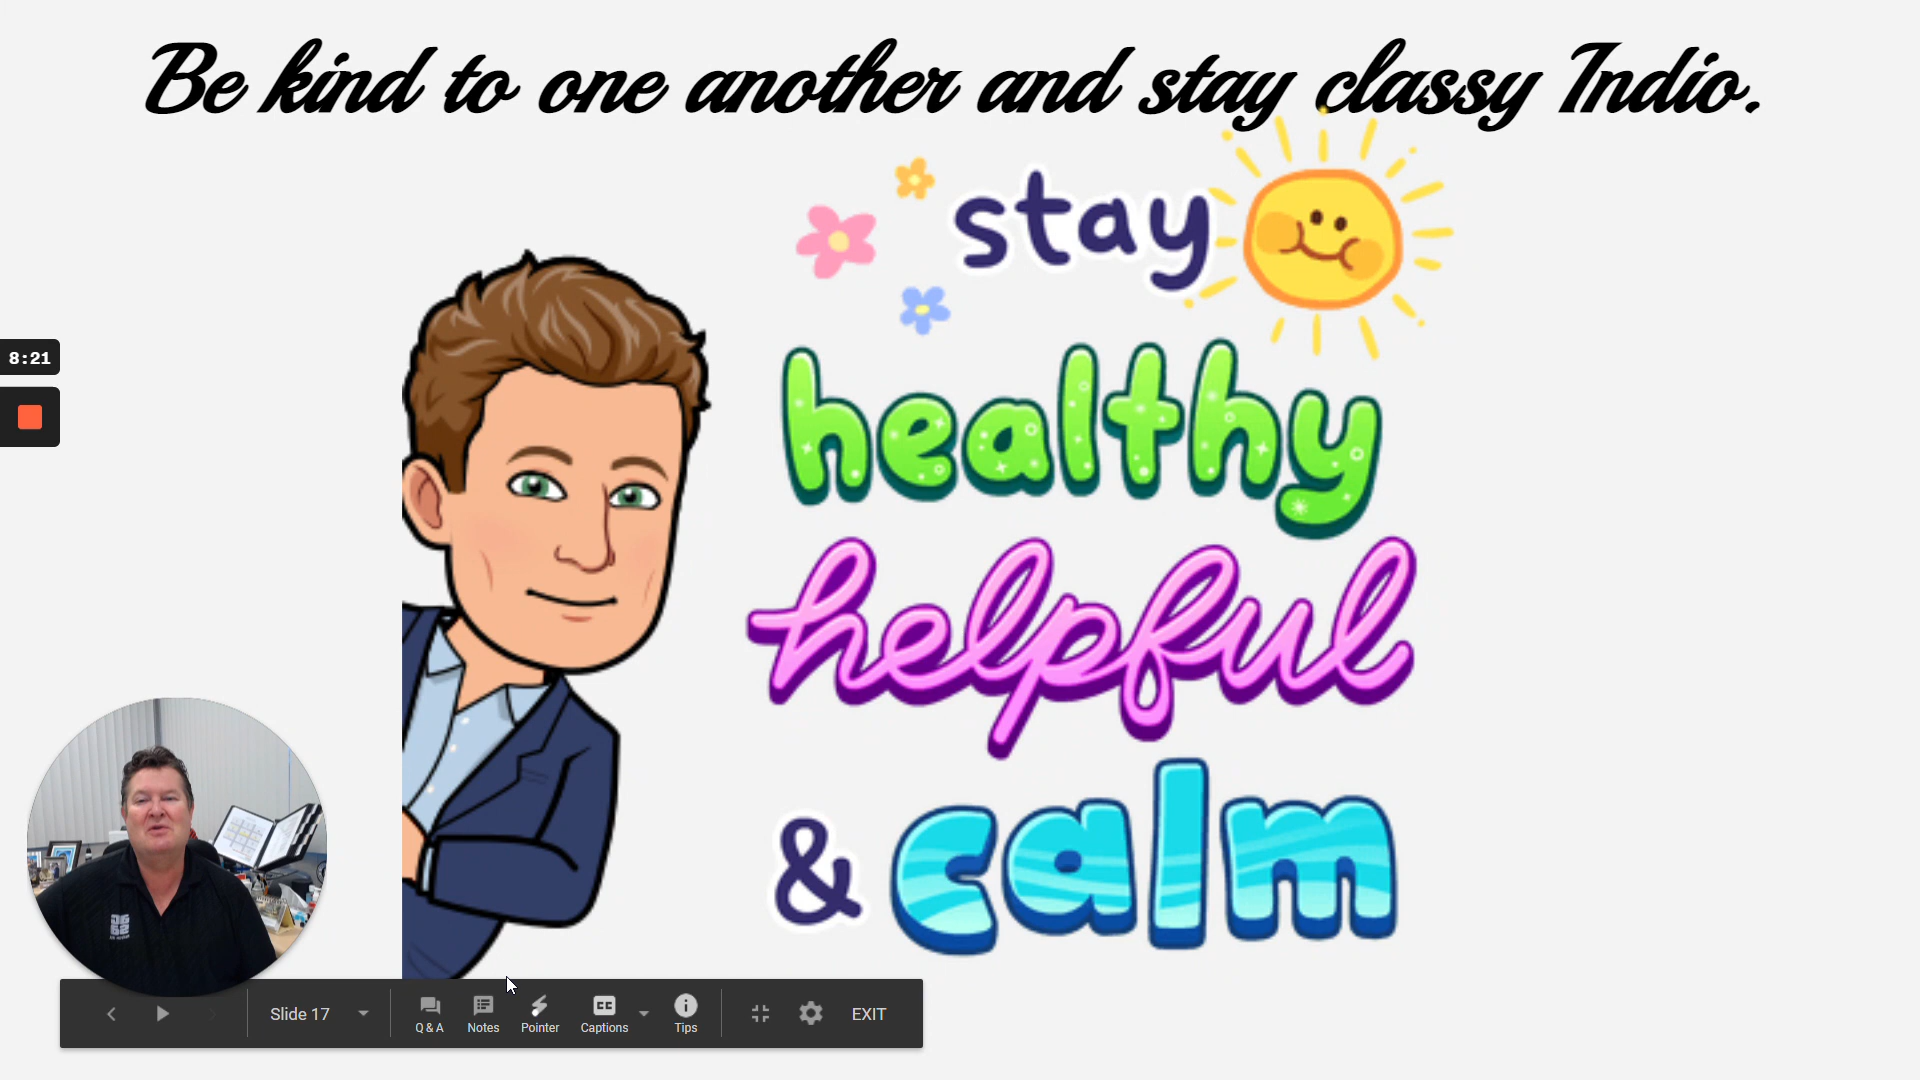 Be kind to one another and stay classy Indio.
stay
healthy
helpful
& calm
8:21
Slide 17
Q & A
Notes
Pointer
CC
Captions
Tips
EXIT